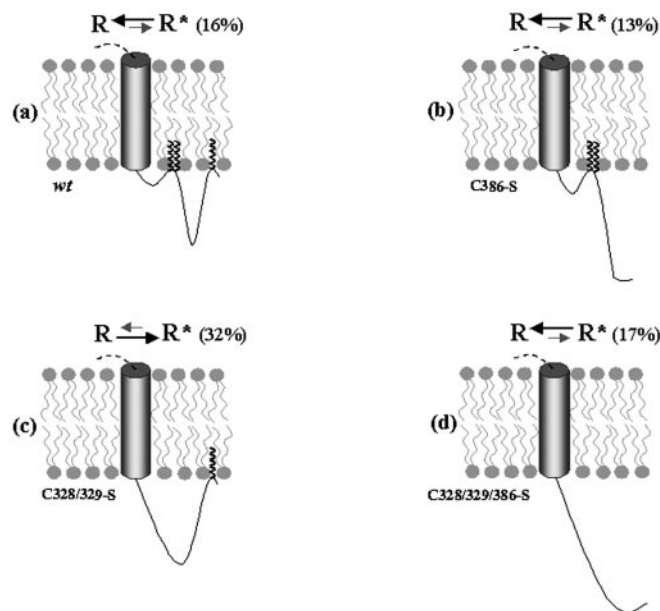 R R* (16%)
(a)
wt
R R* (13%)
(b)
C386-S
R R* (32%)
(c)
C328/329-S
R R* (17%)
(d)
C328/329/386-S